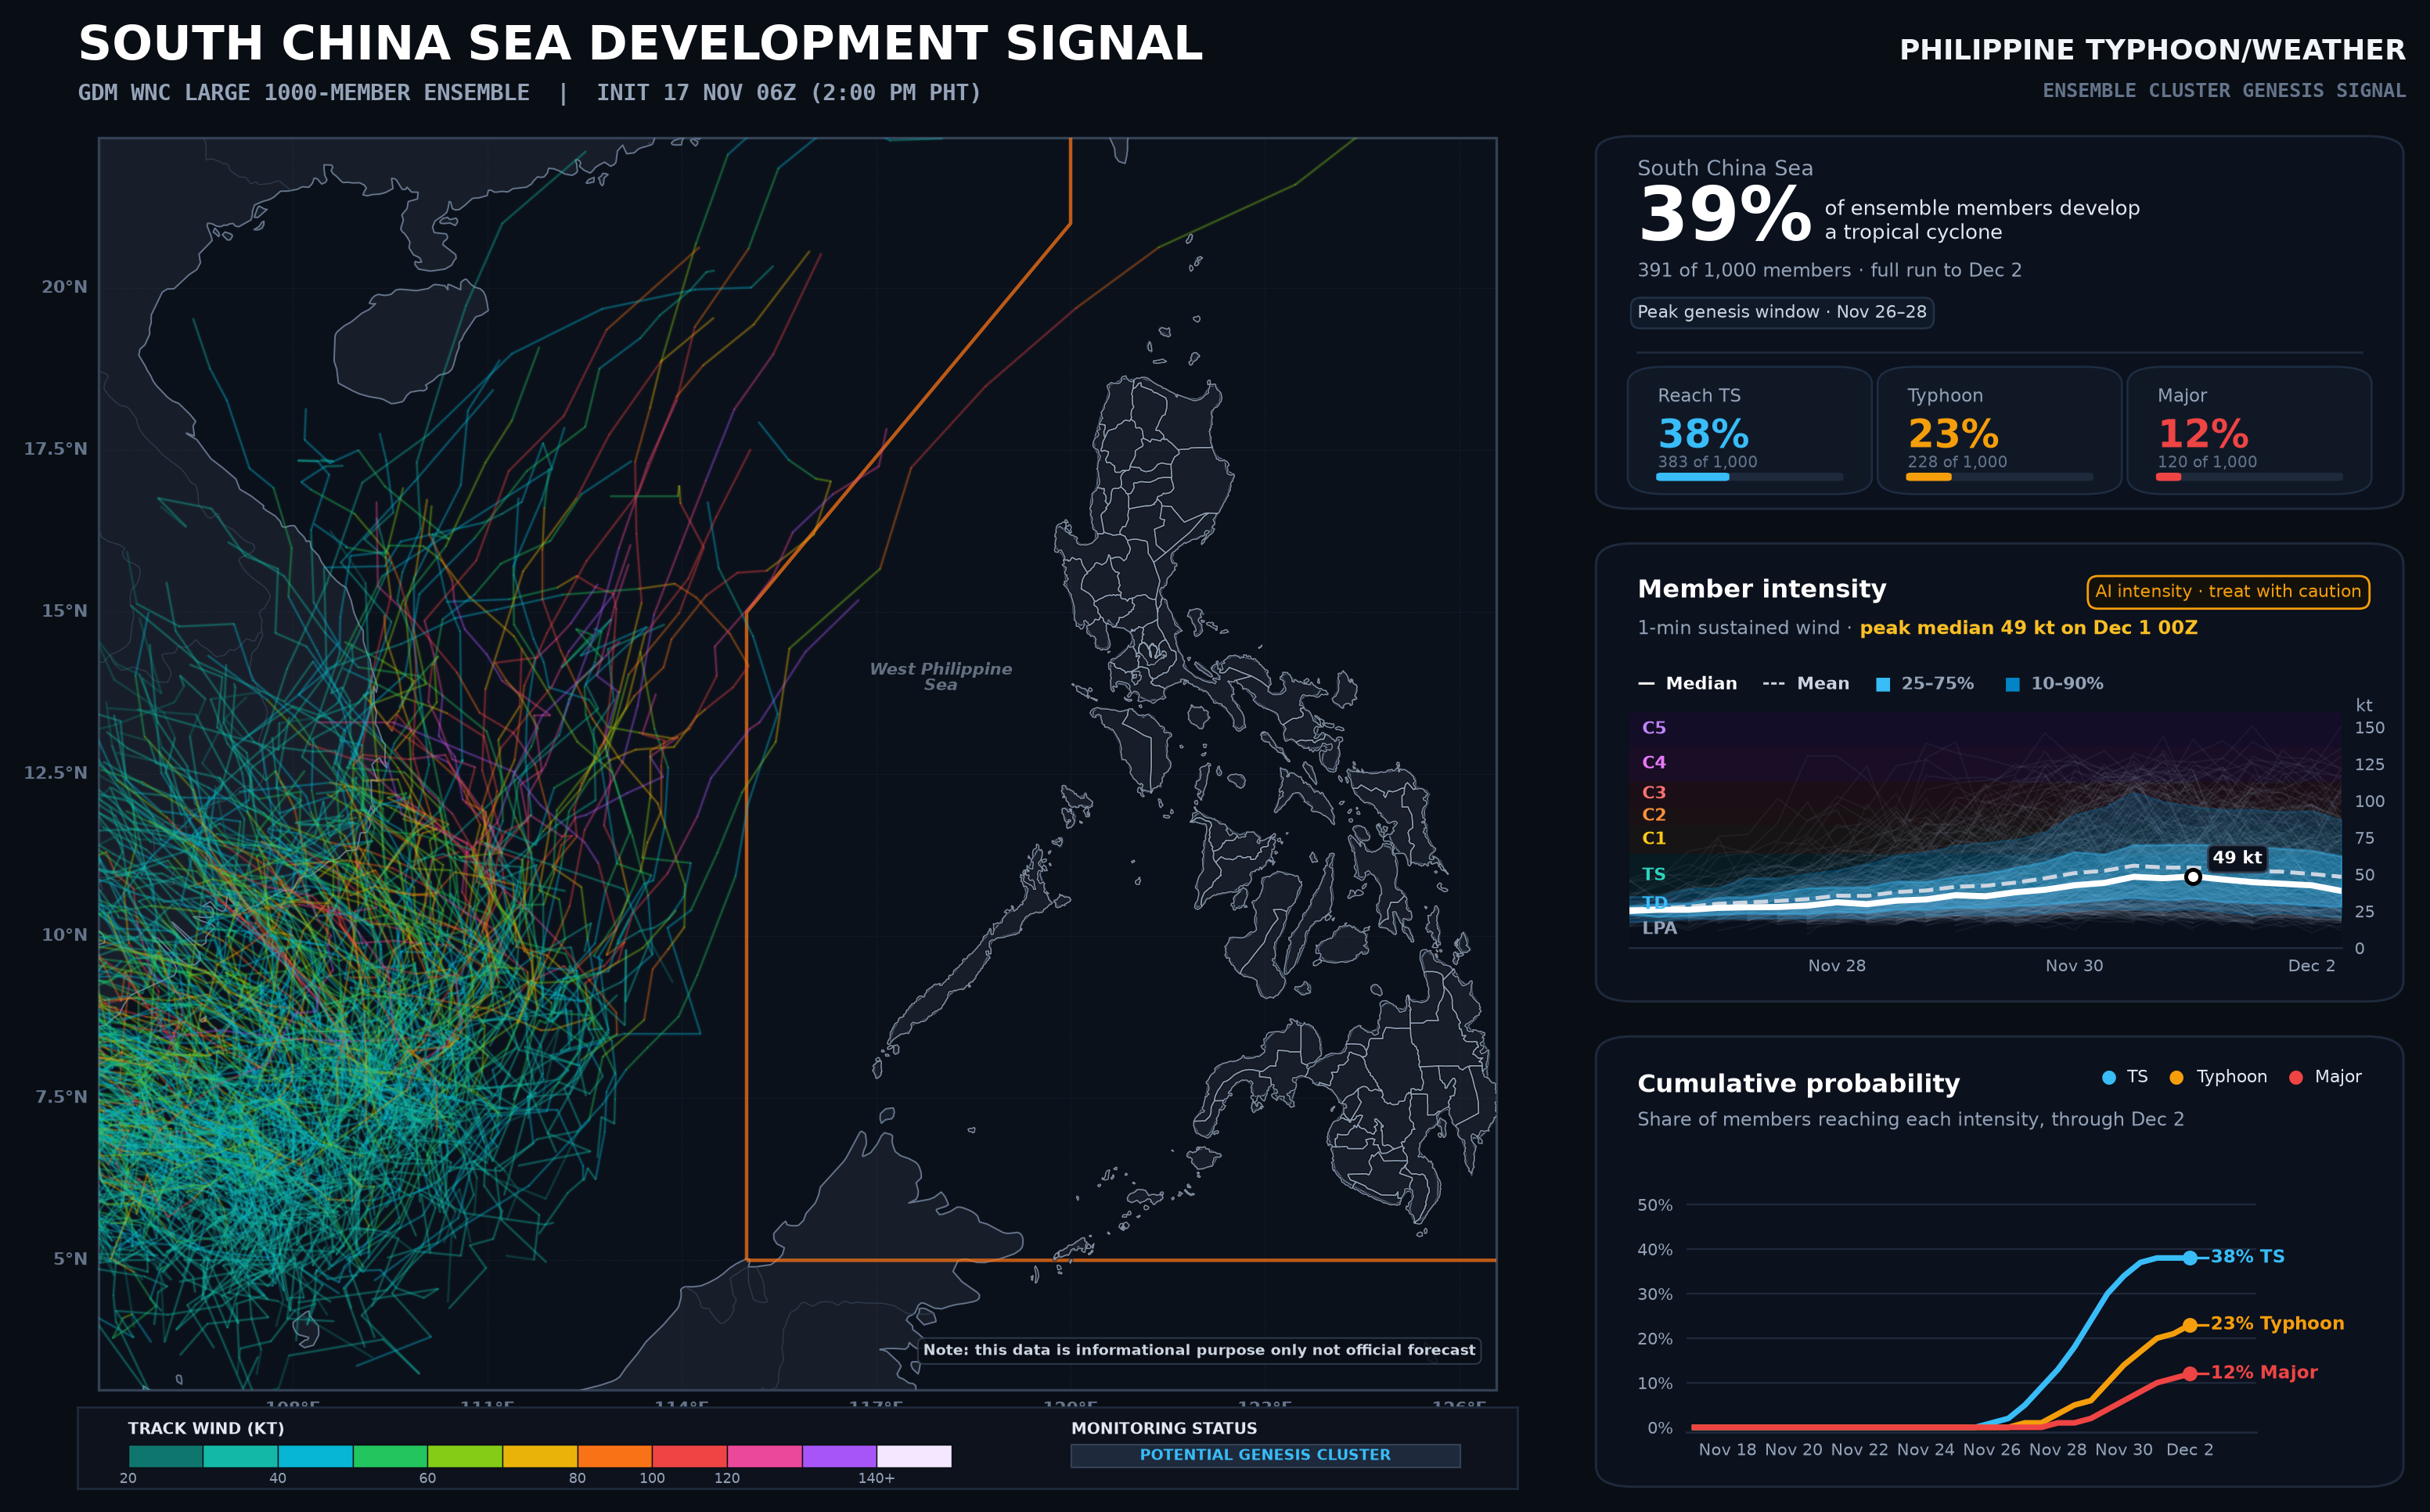 SOUTH CHINA SEA DEVELOPMENT SIGNAL
GDM WNC LARGE 1000-MEMBER ENSEMBLE | INIT 17 NOV 06Z (2:00 PM PHT)
PHILIPPINE TYPHOON/WEATHER
ENSEMBLE CLUSTER GENESIS SIGNAL
20°N
17.5°N
15°N
12.5°N
10°N
7.5°N
5°N
West Philippine
Sea
Note: this data is informational purpose only not official forecast
108°E 111°E 114°E 117°E 120°E 123°E 126°E
TRACK WIND (KT)
20 40 60 80 100 120 140+
MONITORING STATUS
POTENTIAL GENESIS CLUSTER
South China Sea
39% of ensemble members develop
a tropical cyclone
391 of 1,000 members · full run to Dec 2
Peak genesis window · Nov 26–28
Reach TS
38%
383 of 1,000
Typhoon
23%
228 of 1,000
Major
12%
120 of 1,000
Member intensity
AI intensity · treat with caution
1-min sustained wind · peak median 49 kt on Dec 1 00Z
Median Mean 25–75% 10–90%
kt
C5 150
C4 125
C3 100
C2
C1 75
49 kt
TS 50
TD 25
LPA
0
Nov 28 Nov 30 Dec 2
Cumulative probability
TS Typhoon Major
Share of members reaching each intensity, through Dec 2
50%
40%
38% TS
30%
23% Typhoon
20%
12% Major
10%
0%
Nov 18 Nov 20 Nov 22 Nov 24 Nov 26 Nov 28 Nov 30 Dec 2